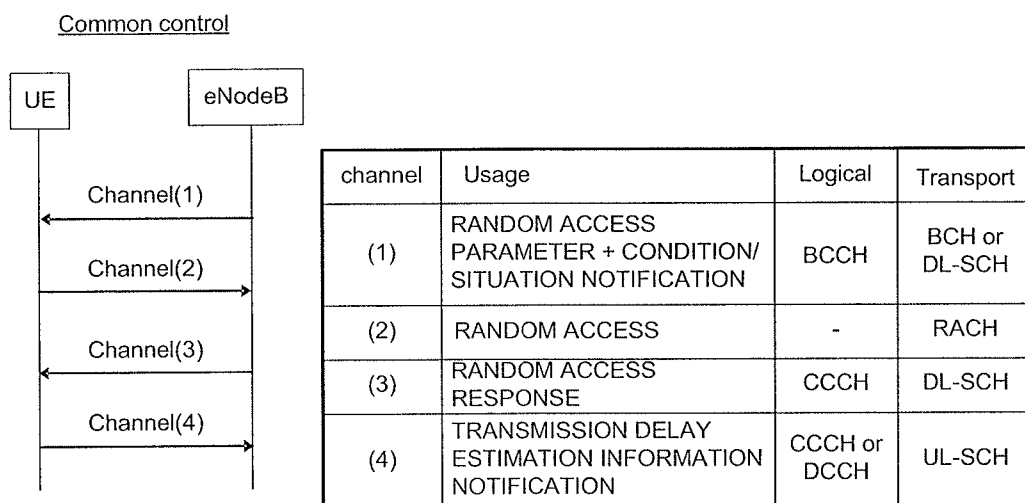 Common control
UE
eNodeB
Channel(1)
Channel(2)
Channel(3)
Channel(4)
channel
Usage
Logical
Transport
(1)
RANDOM ACCESS
PARAMETER + CONDITION/
SITUATION NOTIFICATION
BCCH
BCH or
DL-SCH
(2)
RANDOM ACCESS
-
RACH
(3)
RANDOM ACCESS
RESPONSE
CCCH
DL-SCH
(4)
TRANSMISSION DELAY
ESTIMATION INFORMATION
NOTIFICATION
CCCH or
DCCH
UL-SCH